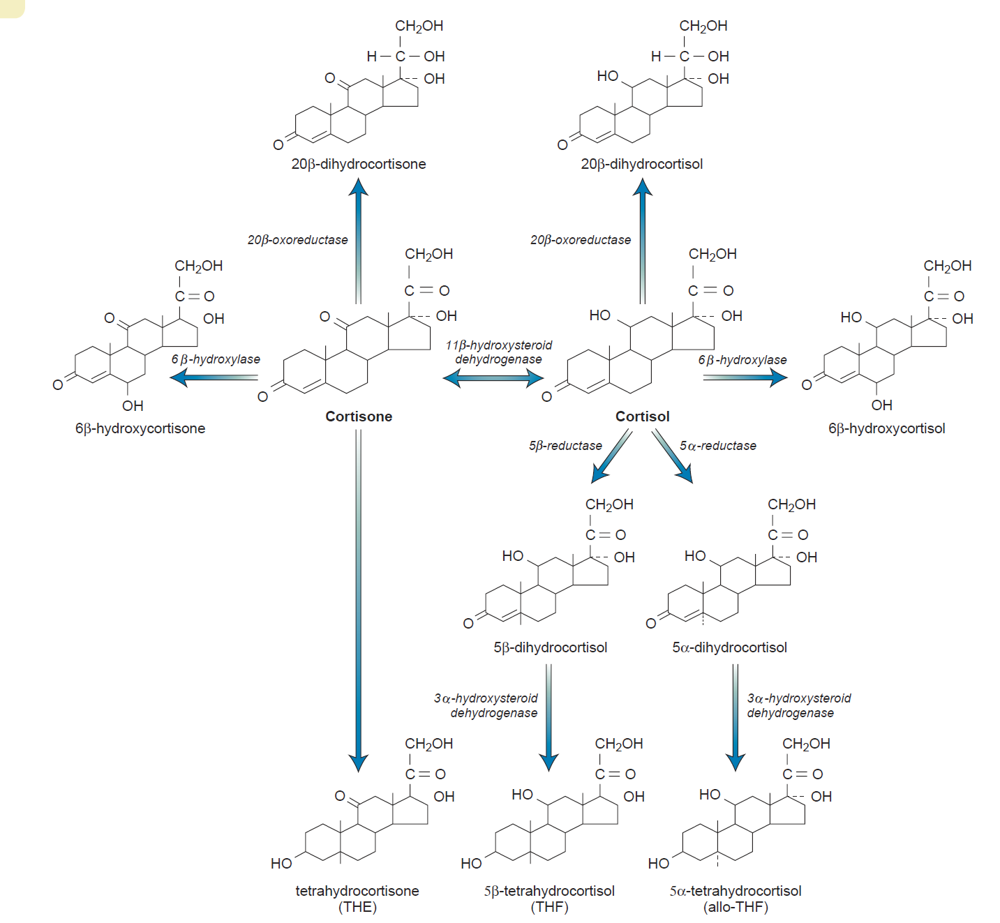 CH₂OH
H — C — OH
O
OH
O
20β-dihydrocortisone
CH₂OH
H — C — OH
HO
OH
O
20β-dihydrocortisol
20β-oxoreductase
20β-oxoreductase
CH₂OH
C = O
O
OH
O
OH
6β-hydroxycortisone
6β-hydroxylase
CH₂OH
C = O
O
OH
O
Cortisone
11β-hydroxysteroid
dehydrogenase
CH₂OH
C = O
HO
OH
O
Cortisol
6β-hydroxylase
CH₂OH
C = O
HO
OH
O
OH
6β-hydroxycortisol
5β-reductase
5α-reductase
CH₂OH
C = O
HO
OH
O
5β-dihydrocortisol
CH₂OH
C = O
HO
OH
O
5α-dihydrocortisol
3α-hydroxysteroid
dehydrogenase
3α-hydroxysteroid
dehydrogenase
CH₂OH
C = O
O
OH
HO
tetrahydrocortisone
(THE)
CH₂OH
C = O
HO
OH
HO
5β-tetrahydrocortisol
(THF)
CH₂OH
C = O
HO
OH
HO
5α-tetrahydrocortisol
(allo-THF)